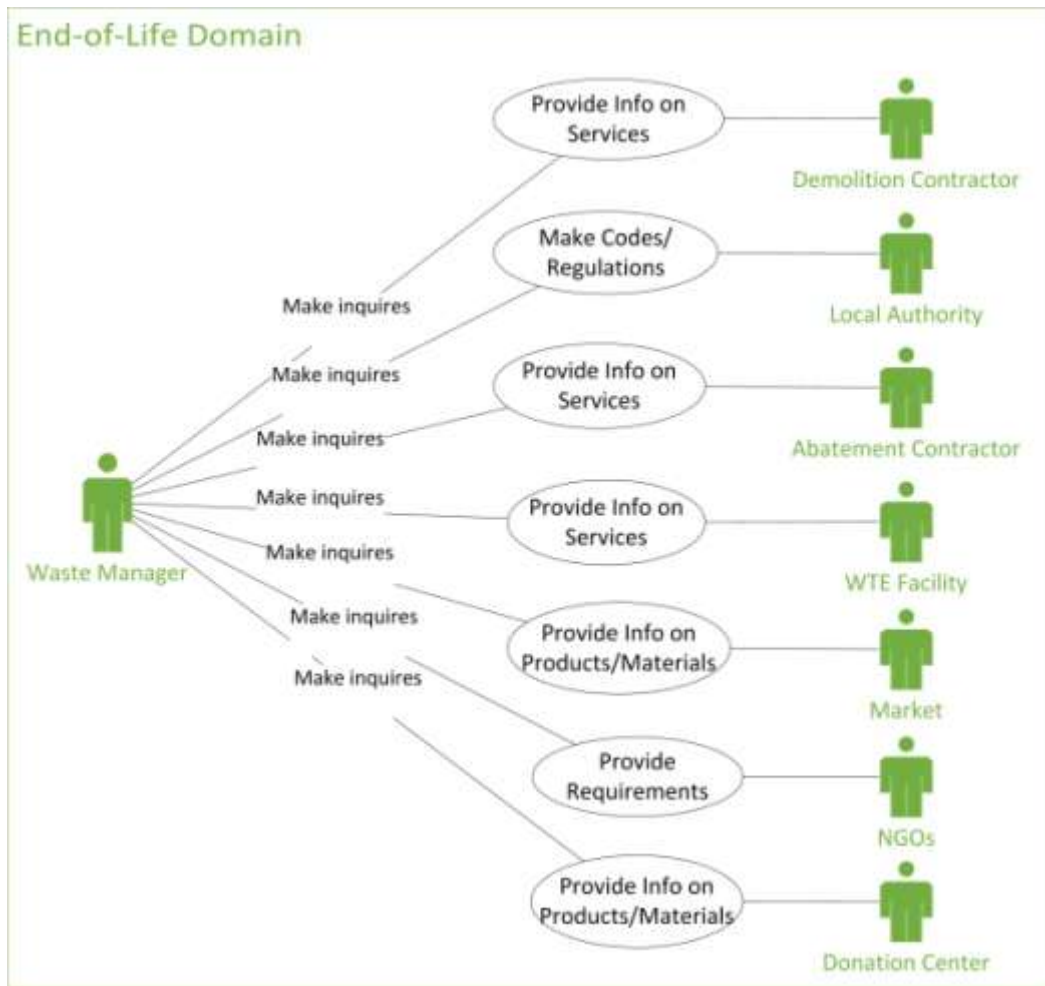 End-of-Life Domain
Provide Info on
Services
Demolition Contractor
Make Codes/
Regulations
Make inquires
Local Authority
Make inquires
Provide Info on
Services
Make inquires
Abatement Contractor
Make inquires
Provide Info on
Services
Make inquires
Waste Manager
WTE Facility
Make inquires
Provide Info on
Products/Materials
Make inquires
Market
Provide
Requirements
NGOs
Provide Info on
Products/Materials
Donation Center